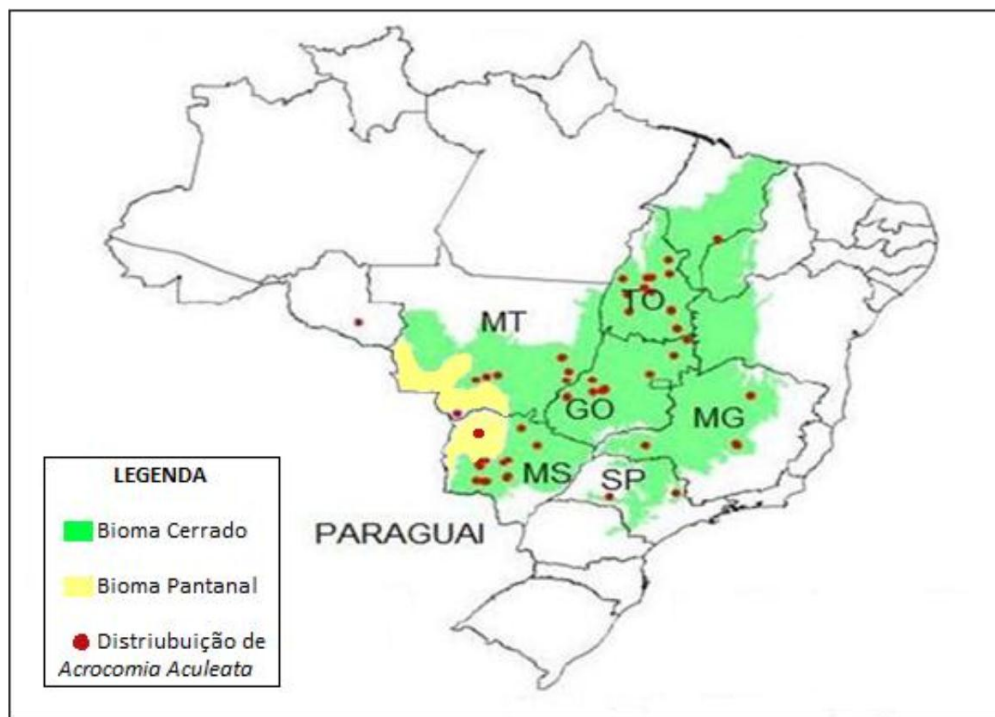 TO
MT
GO
MG
MS
SP
PARAGUAI
LEGENDA
Bioma Cerrado
Bioma Pantanal
Distriubuição de
Acrocomia Aculeata